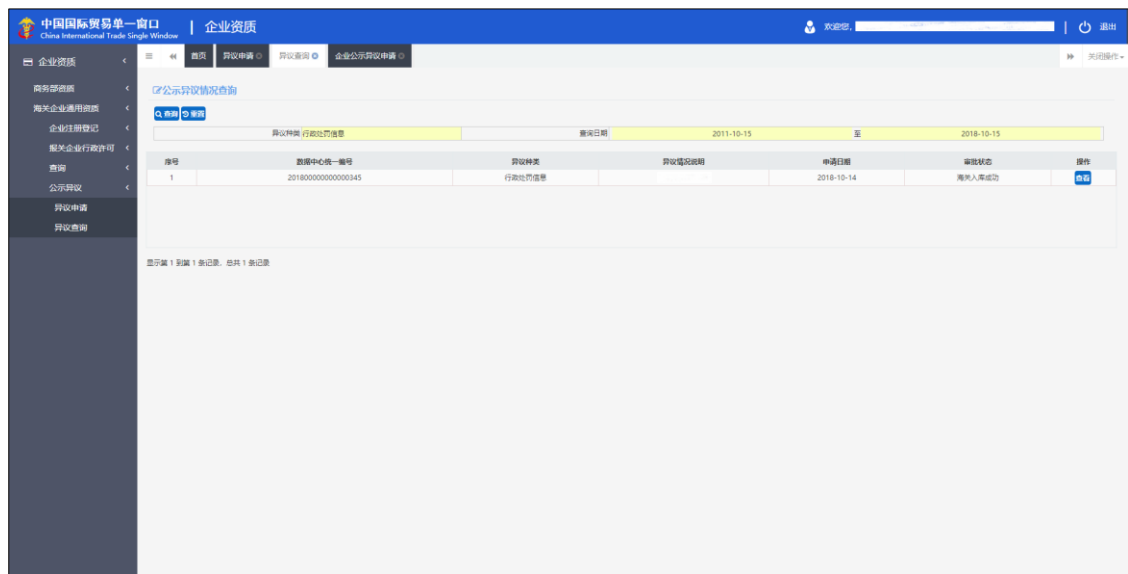 中国国际贸易单一窗口 | 企业资质
China International Trade Single Window
欢迎您,
退出
企业资质
首页 异议申请 异议查询 企业公示异议申请
关闭操作
商务部资质
海关企业通用资质
企业注册登记
报关企业行政许可
查询
公示异议
异议申请
异议查询
公示异议情况查询
查询 重置
异议种类 行政处罚信息 查询日期 2011-10-15 至 2018-10-15
序号 数据中心统一编号 异议种类 异议情况说明 申请日期 审批状态 操作
1 201800000000000345 行政处罚信息 2018-10-14 海关入库成功 查看
显示第 1 到第 1 条记录，总共 1 条记录